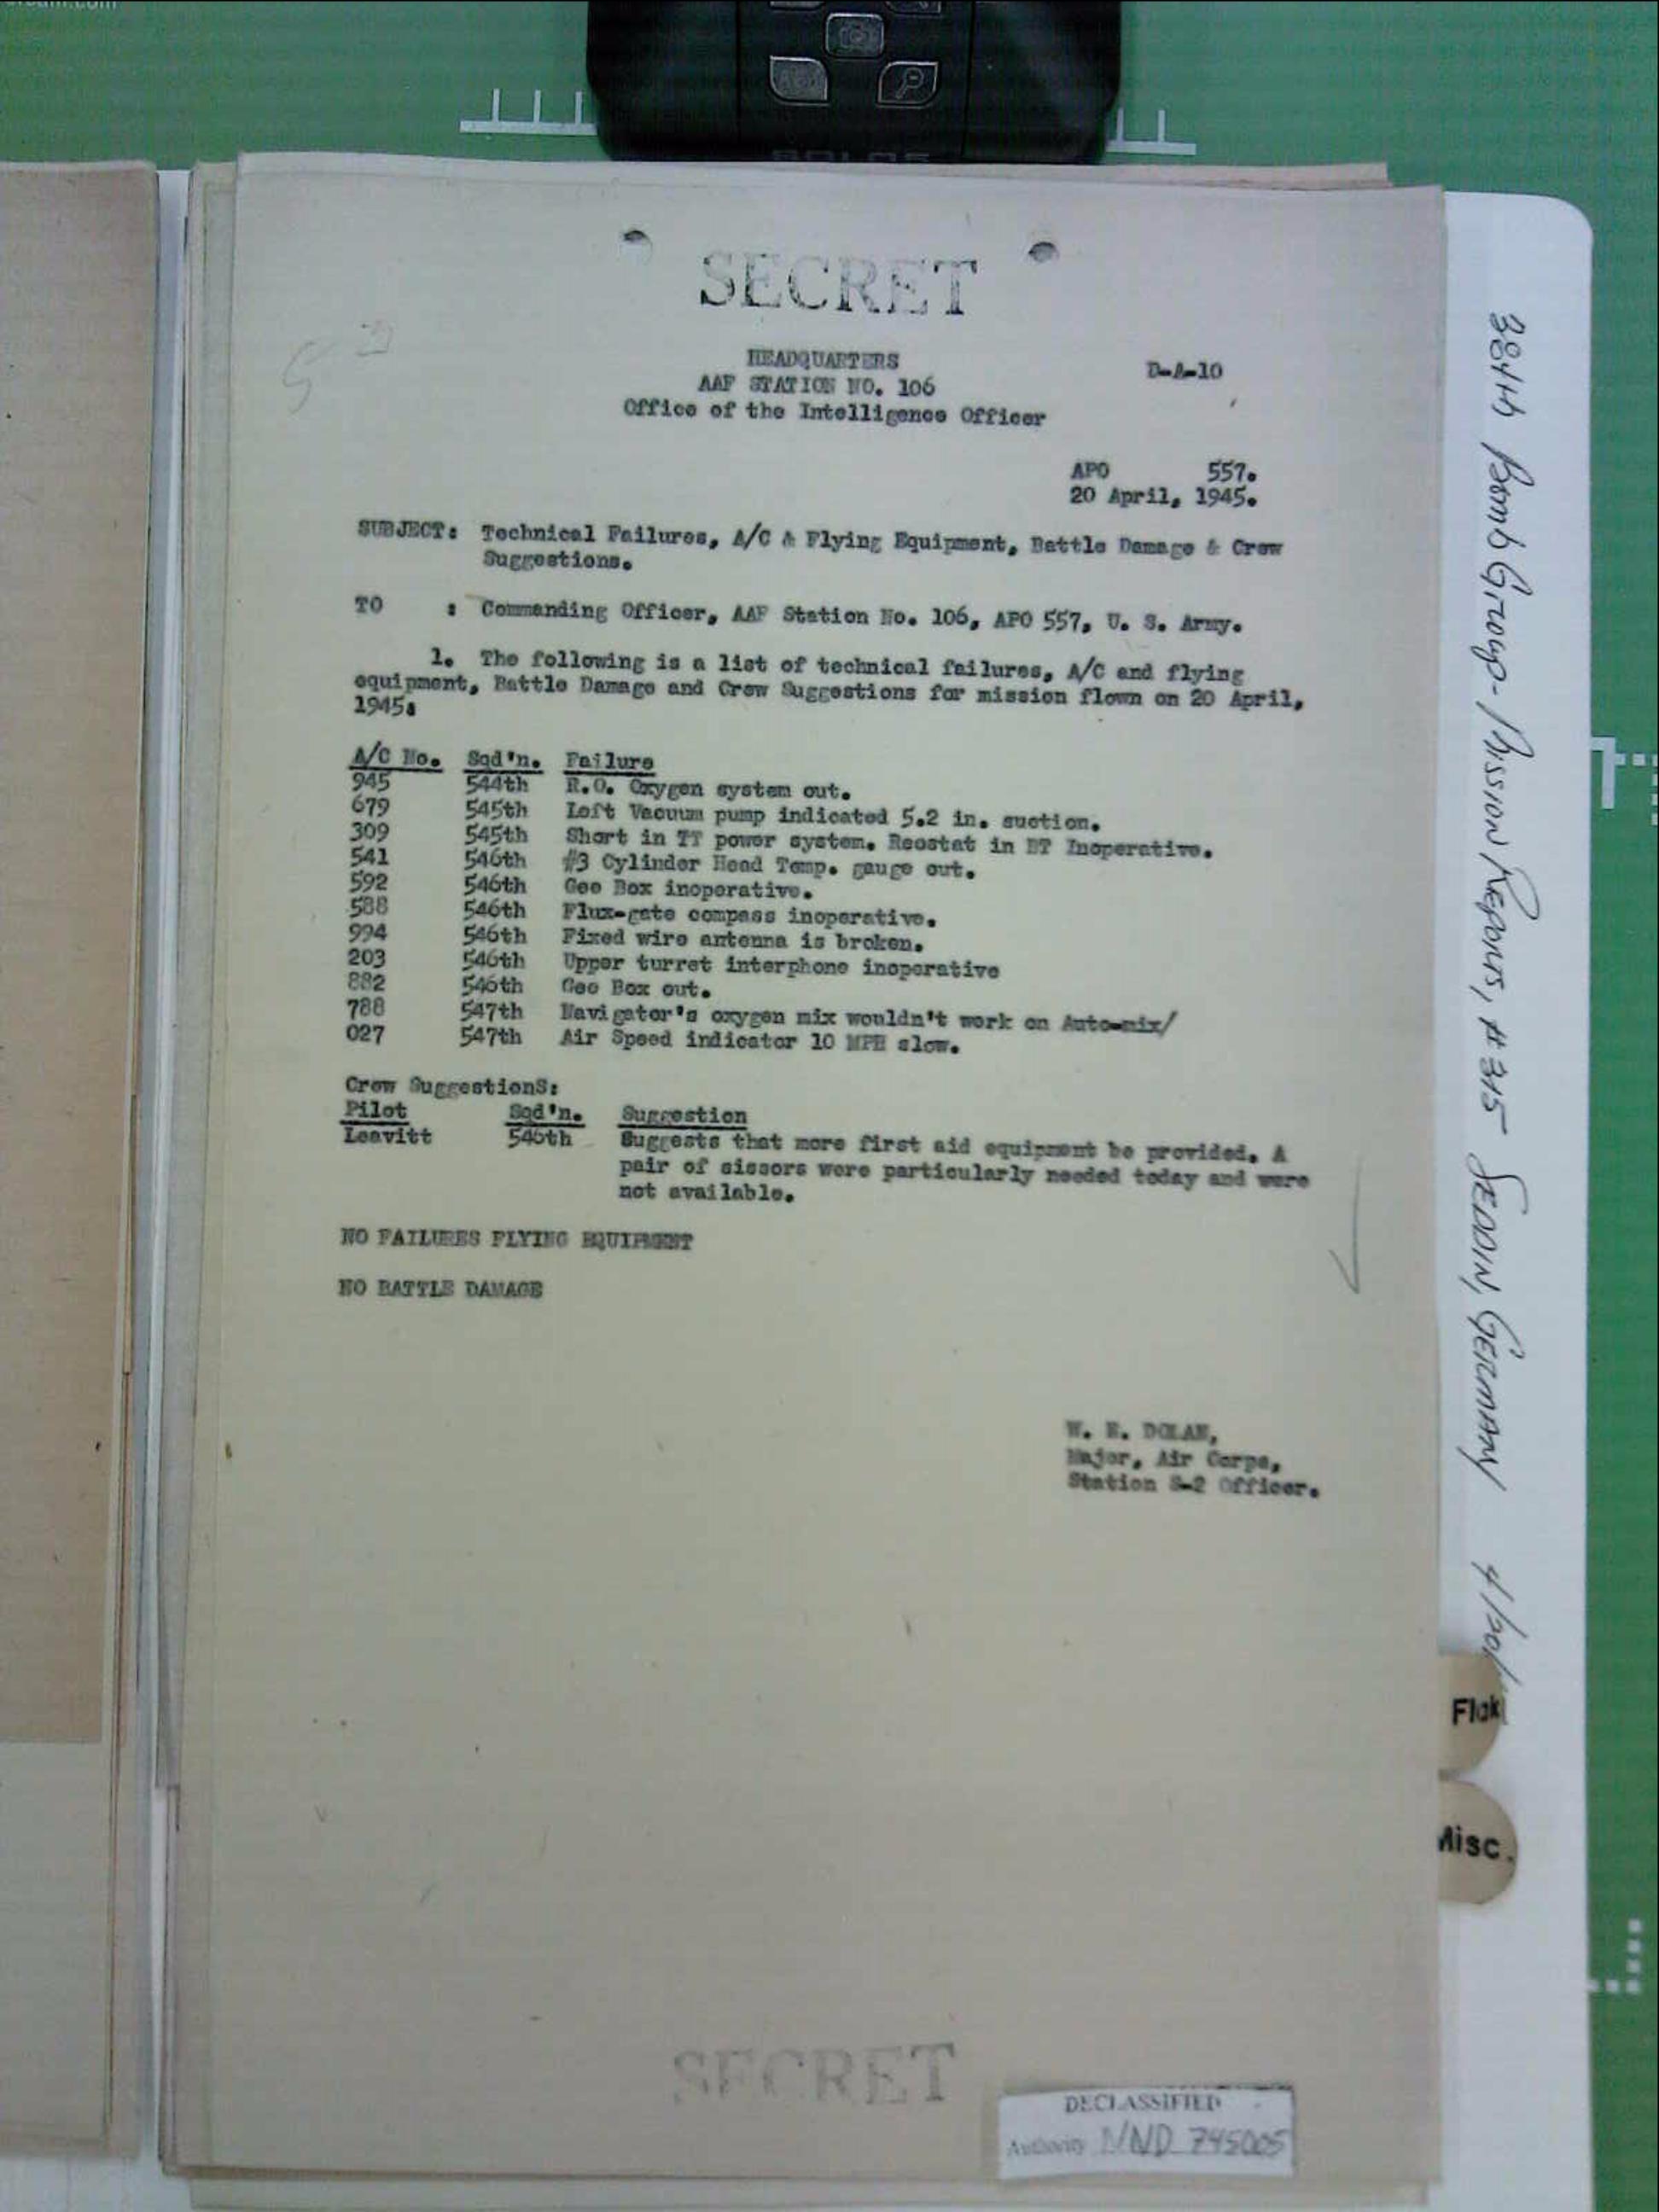 SECRET
HEADQUARTERS
D-A-10
AAF STATION NO. 106
Office of the Intelligence Officer
APO 557.
20 April, 1945.
SUBJECT: Technical Failures, A/C & Flying Equipment, Battle Damage & Crew
Suggestions.
TO : Commanding Officer, AAF Station No. 106, APO 557, U. S. Army.
1. The following is a list of technical failures, A/C and flying
equipment, Battle Damage and Crew Suggestions for mission flown on 20 April,
1945:
A/C No. Sqd'n. Failure
945 544th R.O. Oxygen system out.
679 545th Left Vacuum pump indicated 5.2 in. suction.
309 545th Short in TT power system. Reostat in BT Inoperative.
541 546th #3 Cylinder Head Temp. gauge out.
592 546th Gee Box inoperative.
588 546th Flux-gate compass inoperative.
994 546th Fixed wire antenna is broken.
203 546th Upper turret interphone inoperative
882 546th Gee Box out.
788 547th Navigator's oxygen mix wouldn't work on Auto-mix/
027 547th Air Speed indicator 10 MPH slow.
Crew SuggestionS:
Pilot Sqd'n. Suggestion
Leavitt 546th Suggests that more first aid equipment be provided. A
pair of sissors were particularly needed today and were
not available.
NO FAILURES FLYING EQUIPMENT
NO BATTLE DAMAGE
W. E. DOLAN,
Major, Air Corps,
Station S-2 Officer.
SECRET
DECLASSIFIED
Authority NND 745005
384th Bomb Group - Mission Reports, #315 SEDDIN, GERMANY 4/20/
Flak
Misc.